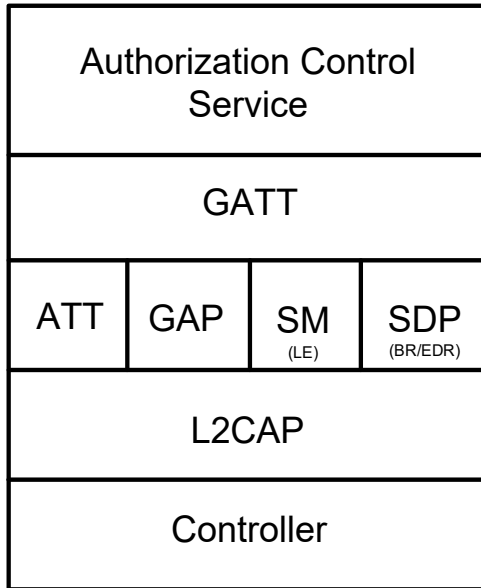 Authorization Control
Service
GATT
ATT GAP SM SDP
(LE) (BR/EDR)
L2CAP
Controller